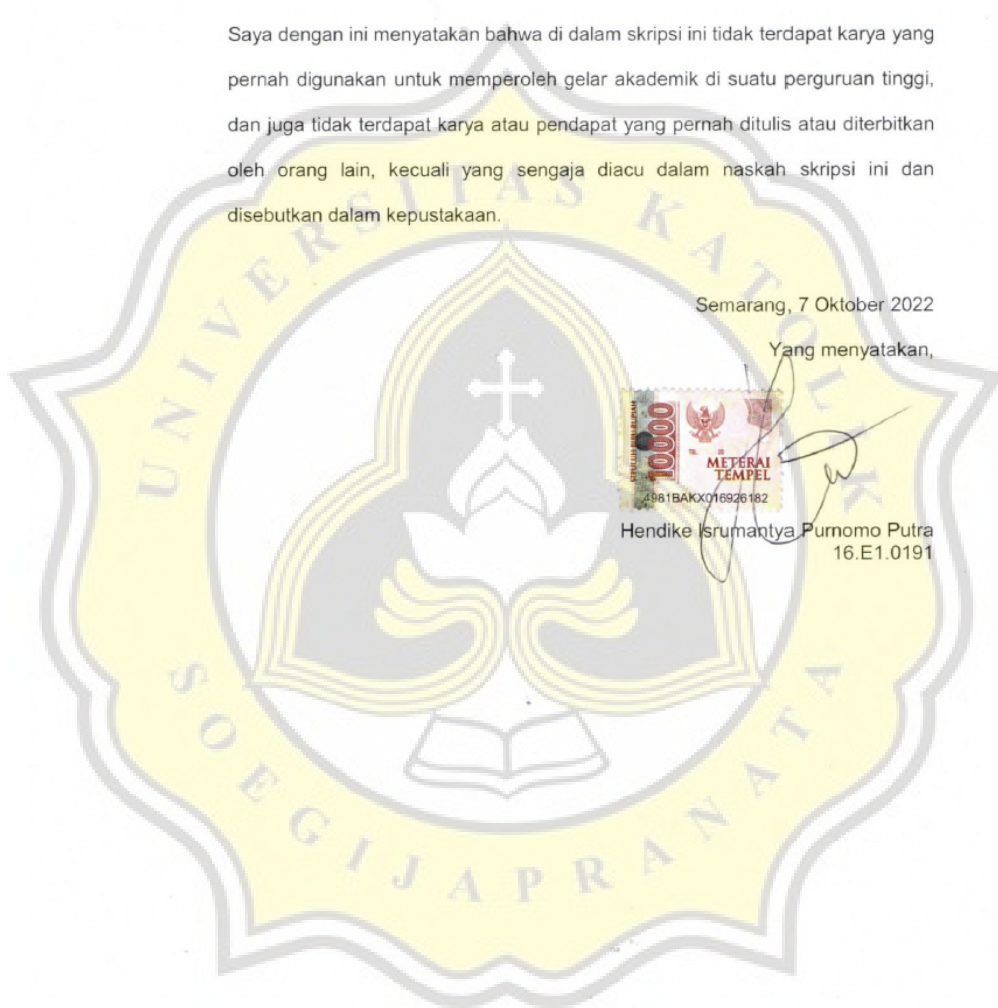 Saya dengan ini menyatakan bahwa di dalam skripsi ini tidak terdapat karya yang
pernah digunakan untuk memperoleh gelar akademik di suatu perguruan tinggi,
dan juga tidak terdapat karya atau pendapat yang pernah ditulis atau diterbitkan
oleh orang lain, kecuali yang sengaja diacu dalam naskah skripsi ini dan
disebutkan dalam kepustakaan.
Semarang, 7 Oktober 2022
Yang menyatakan,
10000
METERAI
TEMPEL
4981BAKX016926182
Hendike Isrumantya Purnomo Putra
16.E1.0191
UNIVERSITAS KATOLIK
SOEGIJAPRANATA